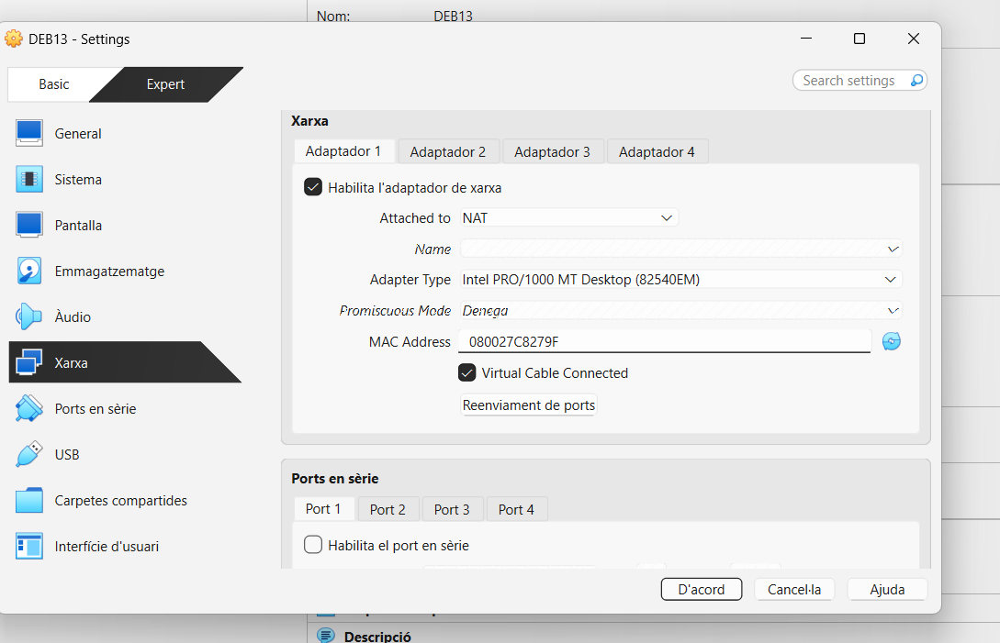 Nom: DEB13
DEB13 - Settings
Basic Expert
Search settings
General
Sistema
Pantalla
Emmagatzematge
Àudio
Xarxa
Ports en sèrie
USB
Carpetes compartides
Interfície d'usuari
Xarxa
Adaptador 1 Adaptador 2 Adaptador 3 Adaptador 4
Habilita l'adaptador de xarxa
Attached to NAT
Name
Adapter Type Intel PRO/1000 MT Desktop (82540EM)
Promiscuous Mode Denega
MAC Address 080027C8279F
Virtual Cable Connected
Reenviament de ports
Ports en sèrie
Port 1 Port 2 Port 3 Port 4
Habilita el port en sèrie
D'acord Cancel·la Ajuda
Descripció